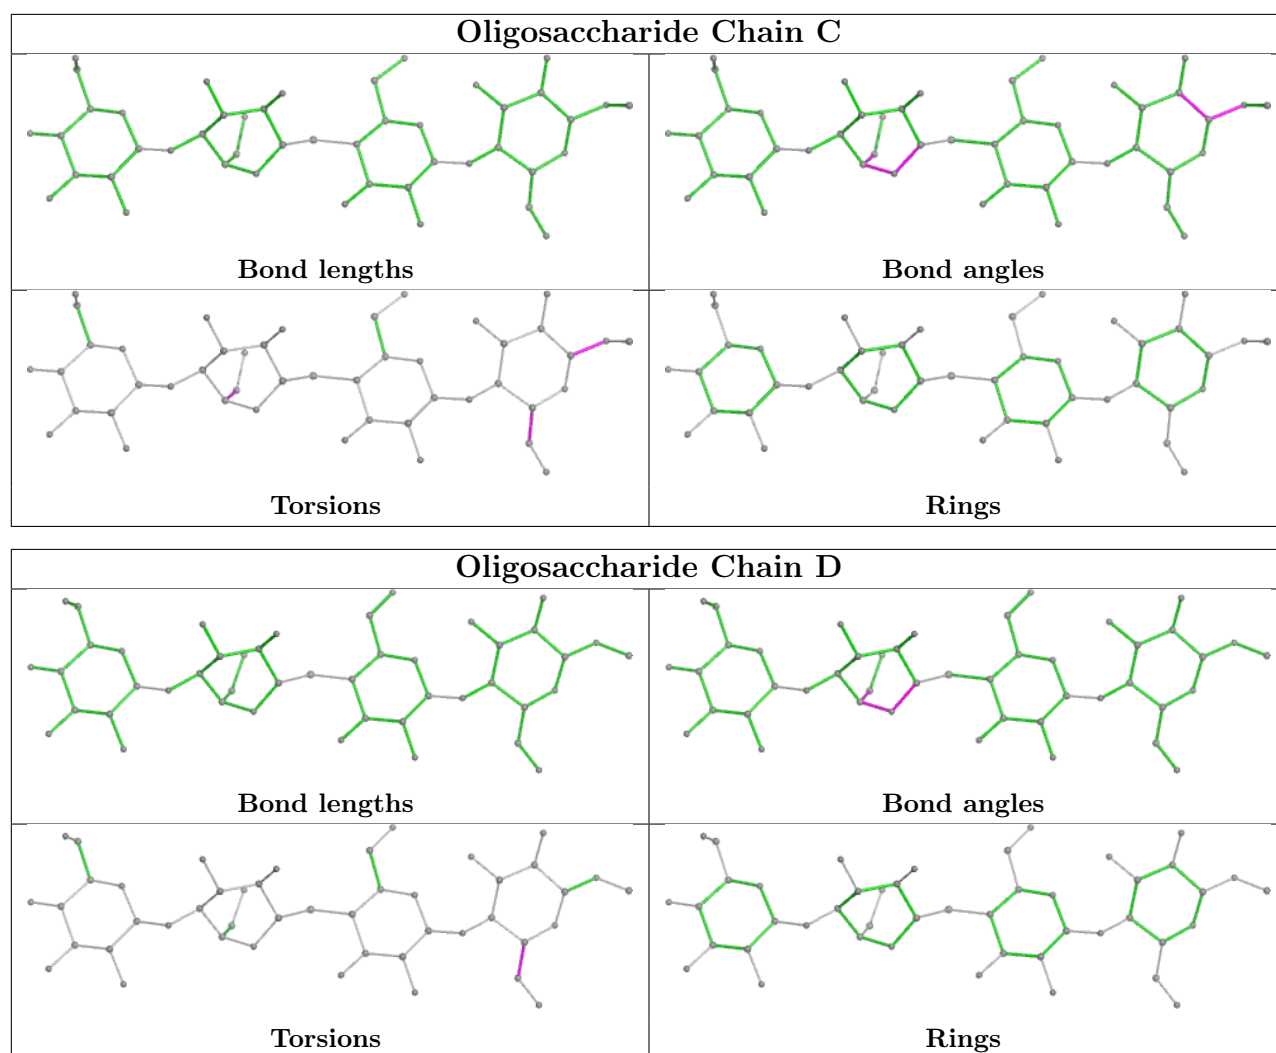 Oligosaccharide Chain C
Bond lengths
Bond angles
Torsions
Rings
Oligosaccharide Chain D
Bond lengths
Bond angles
Torsions
Rings